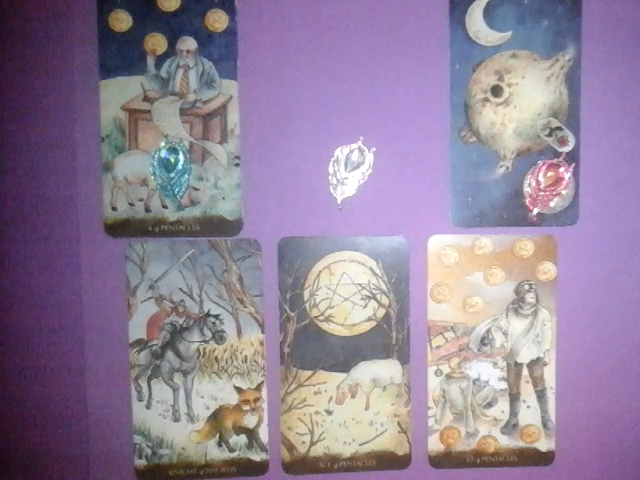 4 of PENTACLES
KNIGHT of SWORDS
ACE of PENTACLES
10 of PENTACLES